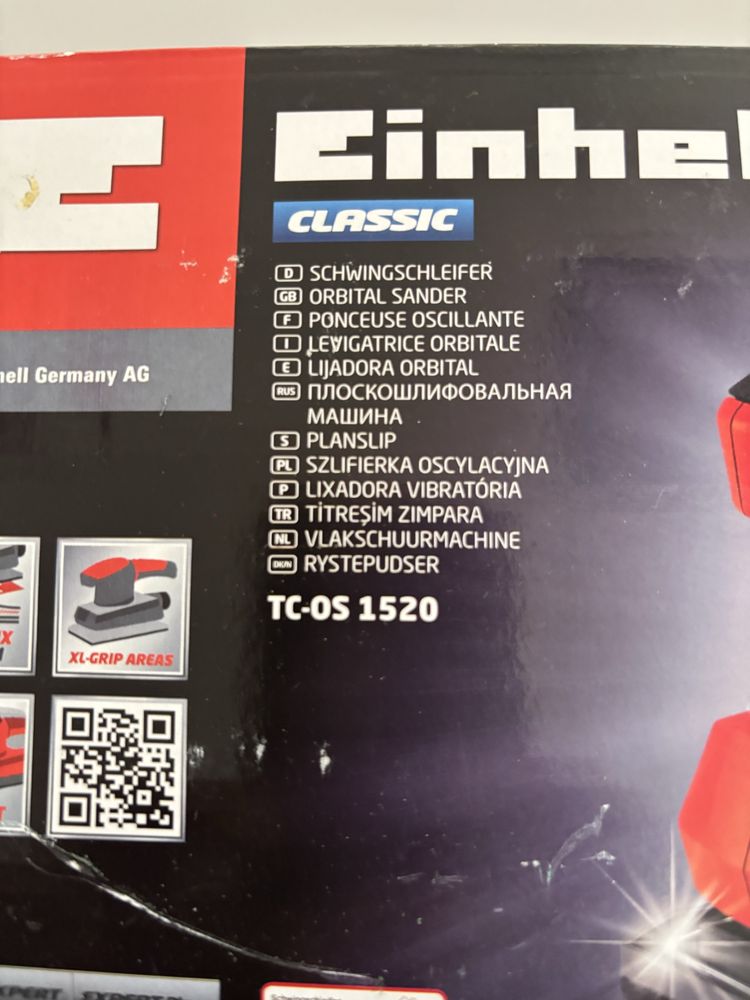 Einhel
CLASSIC
D SCHWINGSCHLEIFER
GB ORBITAL SANDER
F PONCEUSE OSCILLANTE
I LEVIGATRICE ORBITALE
E LIJADORA ORBITAL
RUS ПЛОСКОШЛИФОВАЛЬНАЯ
МАШИНА
S PLANSLIP
PL SZLIFIERKA OSCYLACYJNA
P LIXADORA VIBRATÓRIA
TR TİTREŞİM ZIMPARA
NL VLAKSCHUURMACHINE
DK/N RYSTEPUDSER
TC-OS 1520
hell Germany AG
XL-GRIP AREAS